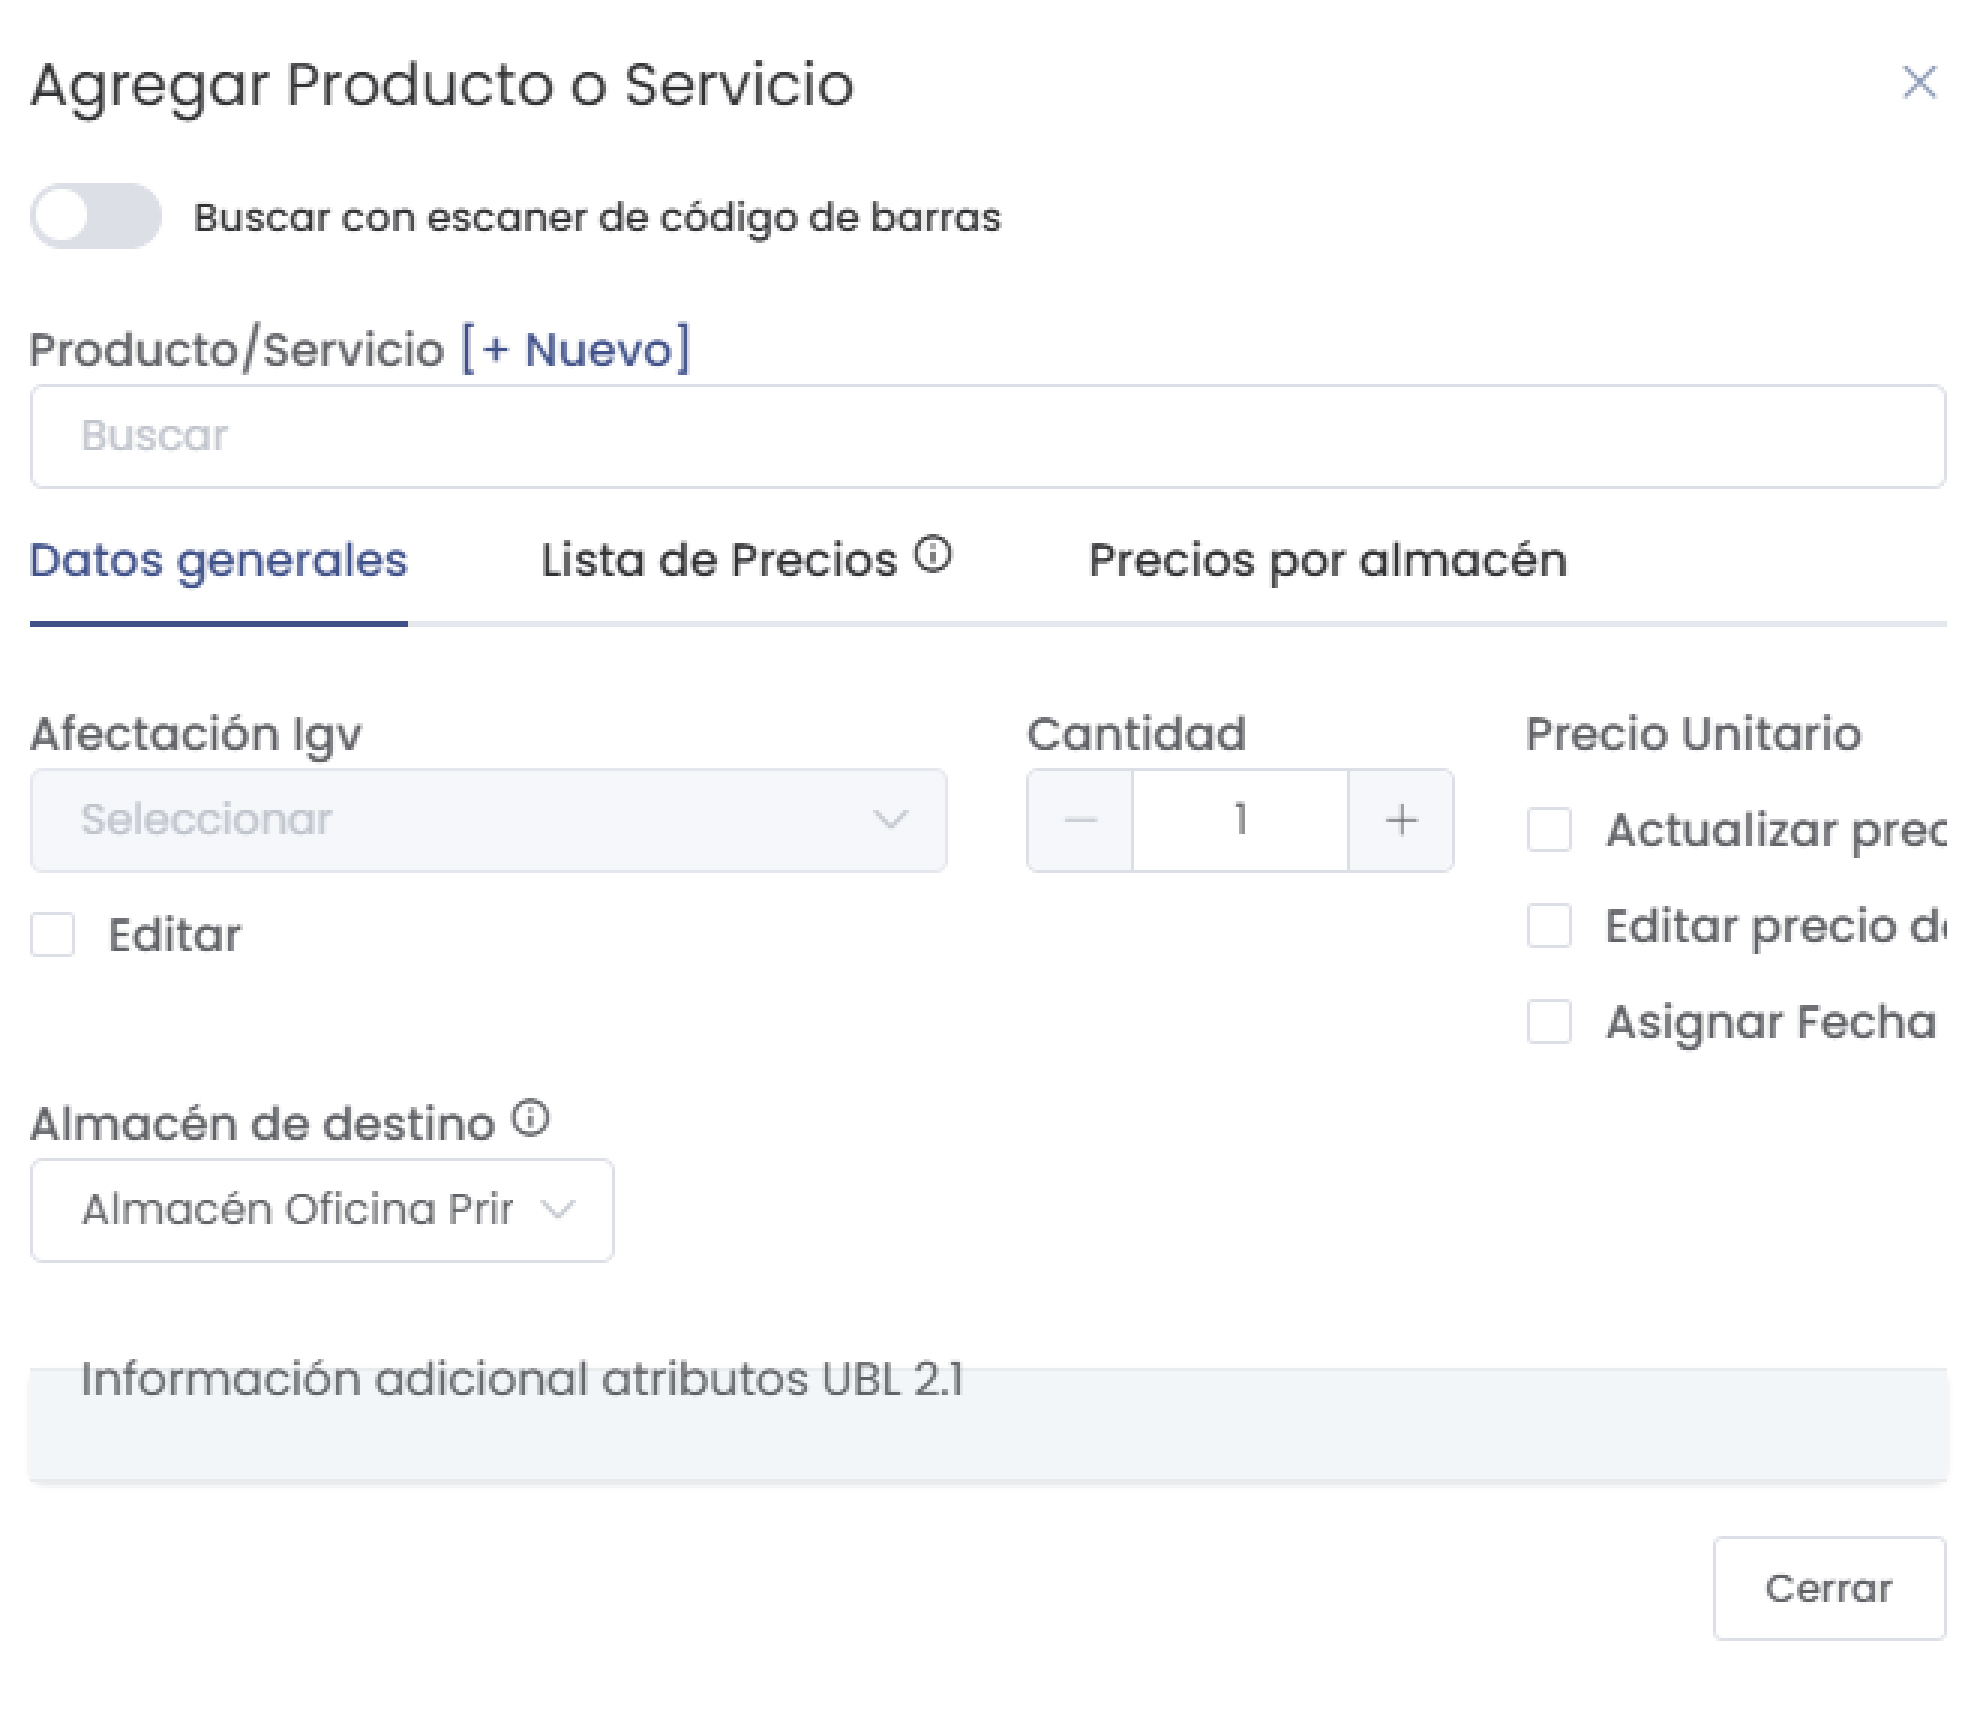 Agregar Producto o Servicio
Buscar con escaner de código de barras
Producto/Servicio [+ Nuevo]
Buscar
Datos generales Lista de Precios Precios por almacén
Afectación Igv Cantidad Precio Unitario
Seleccionar 1
Actualizar prec
Editar Editar precio de
Asignar Fecha
Almacén de destino
Almacén Oficina Prin
Información adicional atributos UBL 2.1
Cerrar